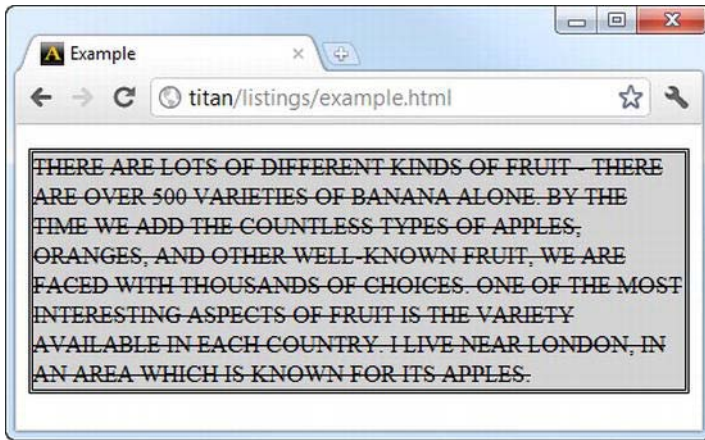 Example
titan/listings/example.html
THERE ARE LOTS OF DIFFERENT KINDS OF FRUIT - THERE
ARE OVER 500 VARIETIES OF BANANA ALONE. BY THE
TIME WE ADD THE COUNTLESS TYPES OF APPLES,
ORANGES, AND OTHER WELL-KNOWN FRUIT, WE ARE
FACED WITH THOUSANDS OF CHOICES. ONE OF THE MOST
INTERESTING ASPECTS OF FRUIT IS THE VARIETY
AVAILABLE IN EACH COUNTRY. I LIVE NEAR LONDON, IN
AN AREA WHICH IS KNOWN FOR ITS APPLES.